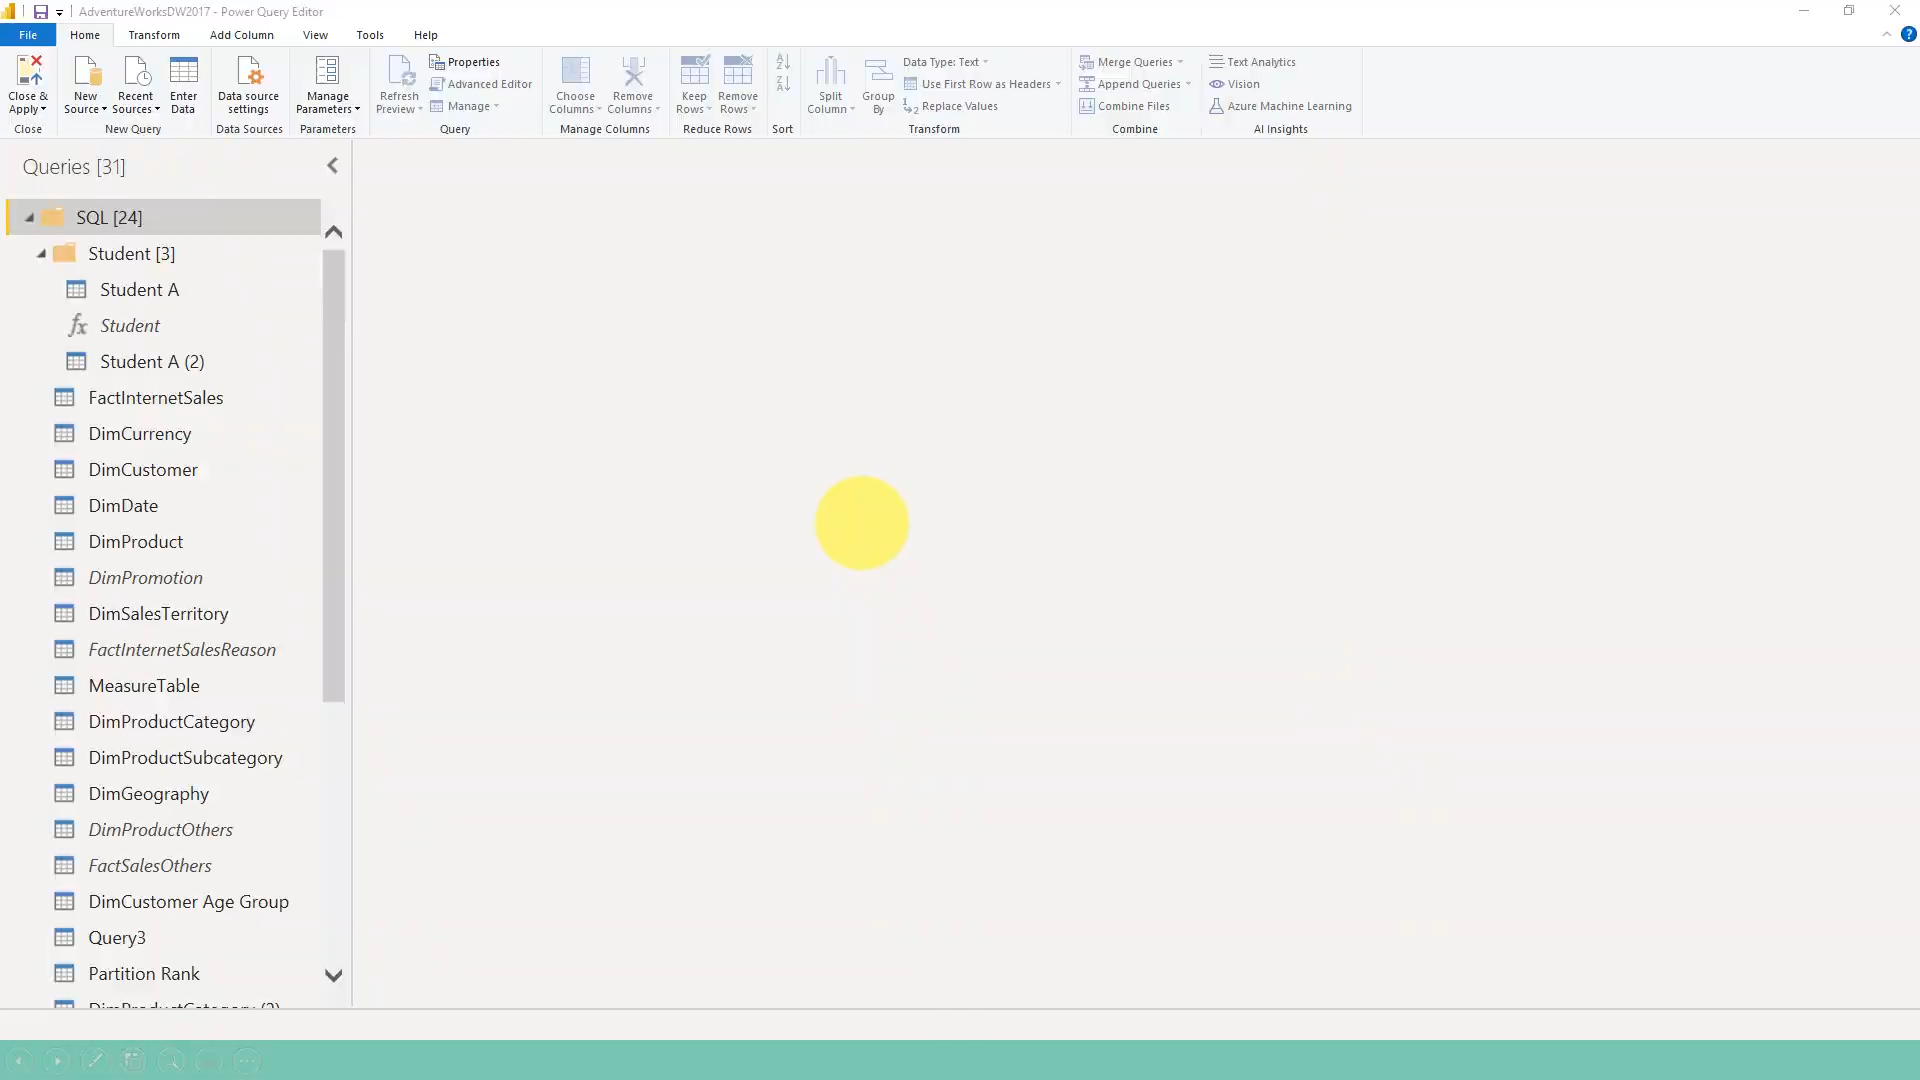 AdventureWorksDW2017 - Power Query Editor
File Home Transform Add Column View Tools Help
Close & Apply
New Source
Recent Sources
Enter Data
Data source settings
Manage Parameters
Refresh Preview
Properties
Advanced Editor
Manage
Choose Columns
Remove Columns
Keep Rows
Remove Rows
Split Column
Group By
Data Type: Text
Use First Row as Headers
Replace Values
Merge Queries
Append Queries
Combine Files
Text Analytics
Vision
Azure Machine Learning
Close New Query Data Sources Parameters Query Manage Columns Reduce Rows Sort Transform Combine AI Insights
Queries [31]
SQL [24]
Student [3]
Student A
fx Student
Student A (2)
FactInternetSales
DimCurrency
DimCustomer
DimDate
DimProduct
DimPromotion
DimSalesTerritory
FactInternetSalesReason
MeasureTable
DimProductCategory
DimProductSubcategory
DimGeography
DimProductOthers
FactSalesOthers
DimCustomer Age Group
Query3
Partition Rank